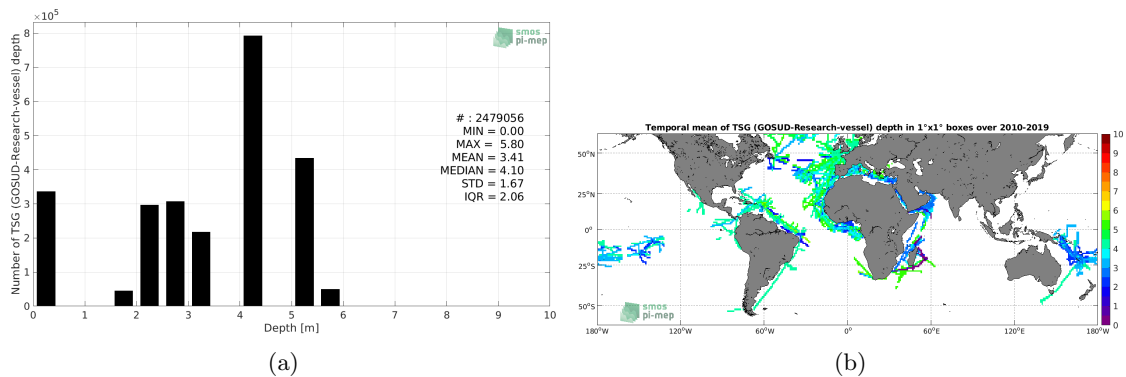 ×10⁵
8
7
6
5
4
3
2
1
0
Number of TSG (GOSUD-Research-vessel) depth
smos
pi-mep
# : 2479056
MIN = 0.00
MAX = 5.80
MEAN = 3.41
MEDIAN = 4.10
STD = 1.67
IQR = 2.06
0 1 2 3 4 5 6 7 8 9 10
Depth [m]
(a)
Temporal mean of TSG (GOSUD-Research-vessel) depth in 1°x1° boxes over 2010-2019
50°N
25°N
0°
25°S
50°S
smos
pi-mep
180°W 120°W 60°W 0° 60°E 120°E 180°W
10
9
8
7
6
5
4
3
2
1
0
(b)